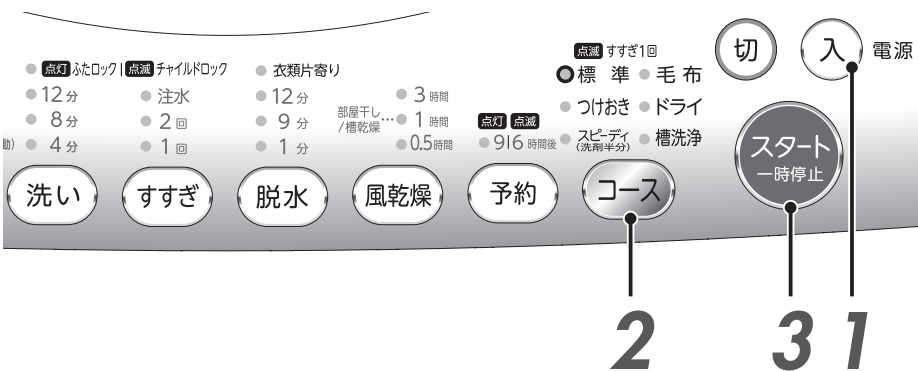 点滅 すすぎ1回
切 入 電源
点灯 ふたロック | 点滅 チャイルドロック
衣類片寄り
標準 毛布
12分 注水 12分 3時間
つけおき ドライ
8分 2回 9分 部屋干し/槽乾燥…1時間
点灯 点滅
動) 4分 1回 1分 0.5時間 9 6時間後
スピーディ (洗剤半分) 槽洗浄
スタート
一時停止
洗い すすぎ 脱水 風乾燥 予約 コース
2 3 1